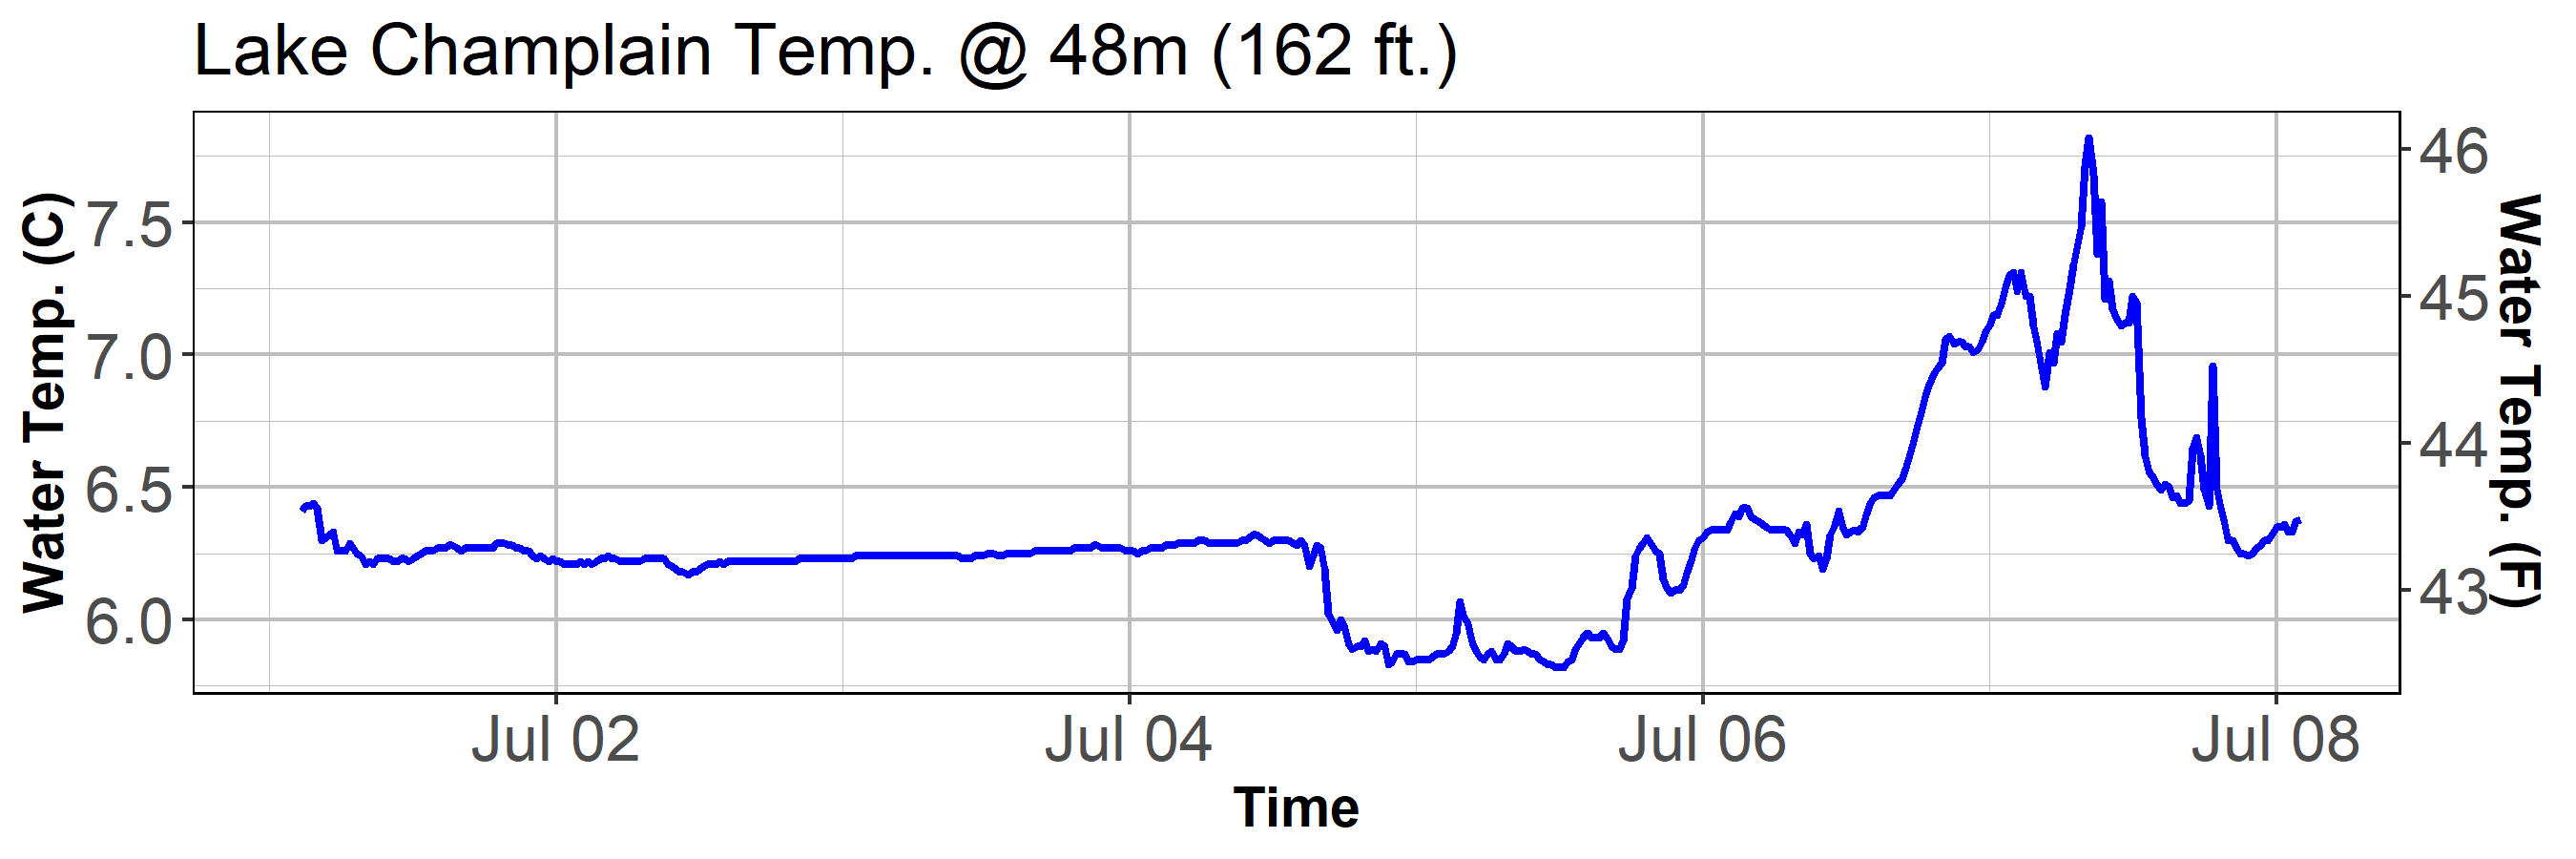 Lake Champlain Temp. @ 48m (162 ft.)
Water Temp. (C)
7.5
7.0
6.5
6.0
46
45
44
43
Water Temp. (F)
Jul 02
Jul 04
Jul 06
Jul 08
Time